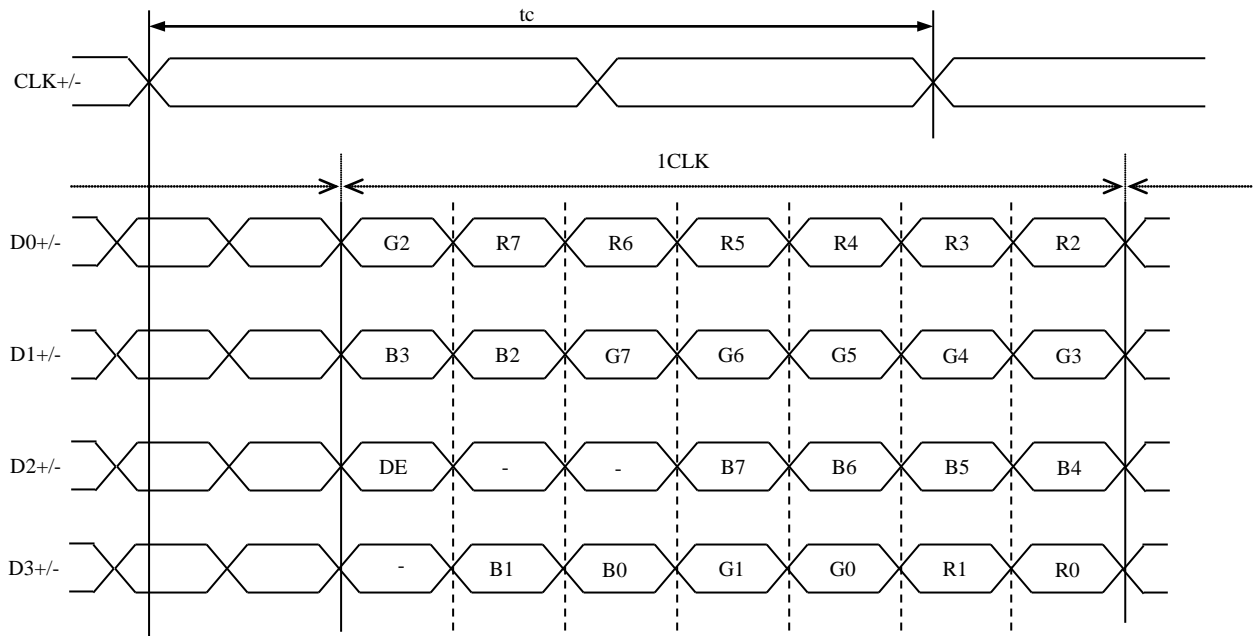 tc
CLK+/-
1CLK
D0+/- G2 R7 R6 R5 R4 R3 R2
D1+/- B3 B2 G7 G6 G5 G4 G3
D2+/- DE - - B7 B6 B5 B4
D3+/- - B1 B0 G1 G0 R1 R0